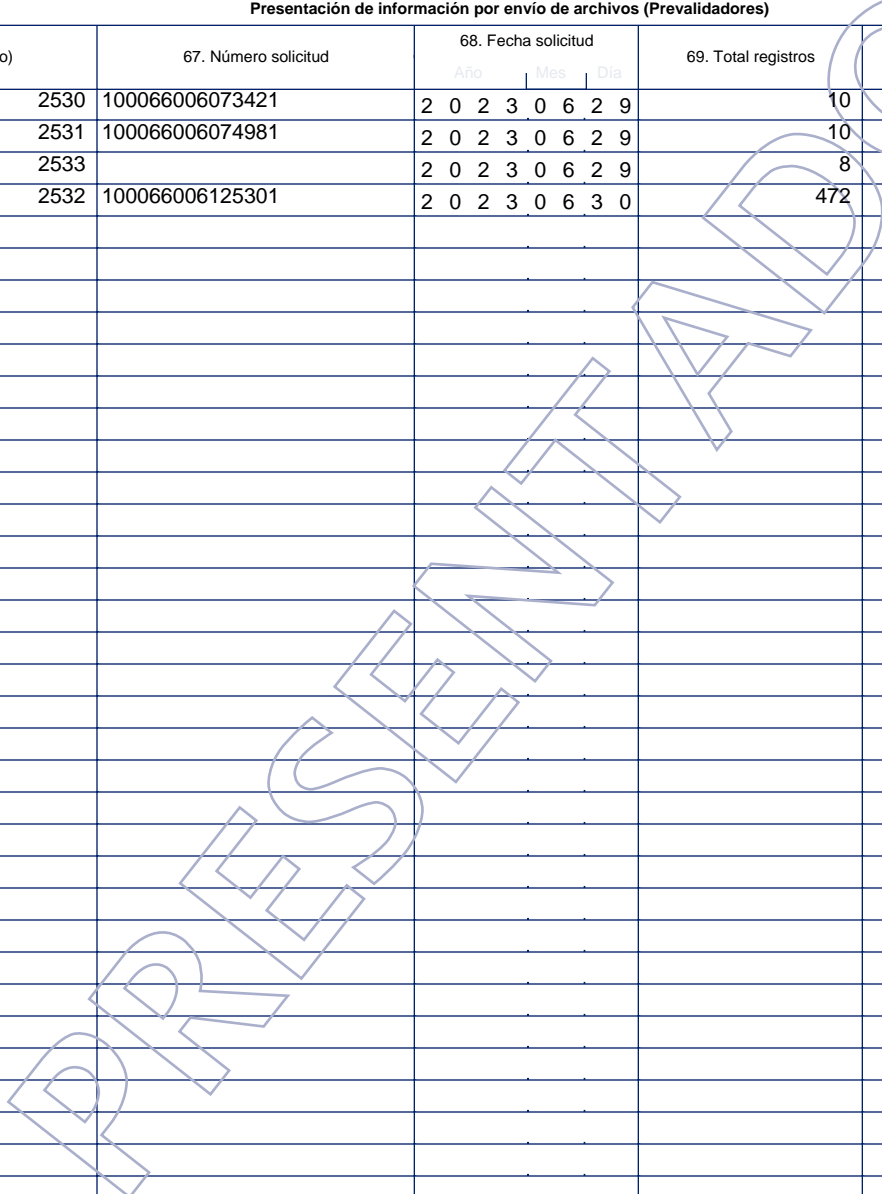 Presentación de información por envío de archivos (Prevalidadores)
o) 67. Número solicitud 68. Fecha solicitud 69. Total registros
Año Mes Día
2530 100066006073421 2 0 2 3 0 6 2 9 10
2531 100066006074981 2 0 2 3 0 6 2 9 10
2533 2 0 2 3 0 6 2 9 8
2532 100066006125301 2 0 2 3 0 6 3 0 472
PRESENTADO